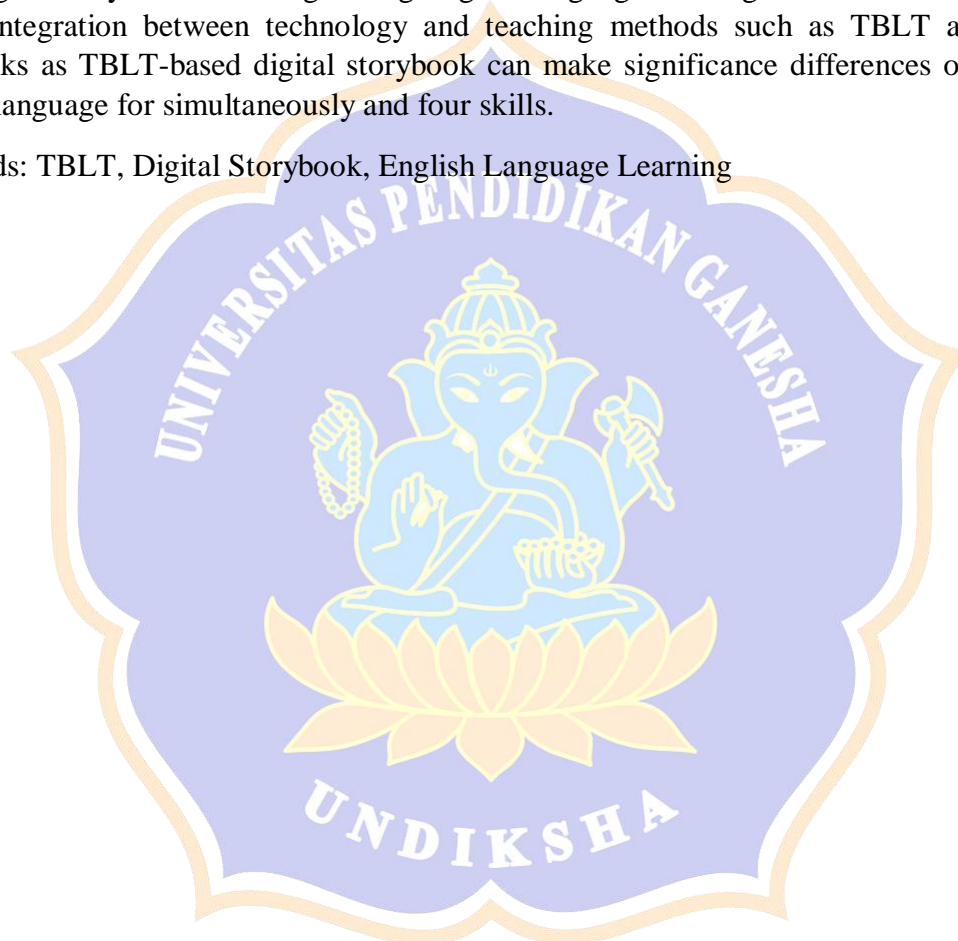 integration between technology and teaching methods such as TBLT a
ks as TBLT-based digital storybook can make significance differences o
language for simultaneously and four skills.
ds: TBLT, Digital Storybook, English Language Learning
UNIVERSITAS PENDIDIKAN GANESHA
UNDIKSHA